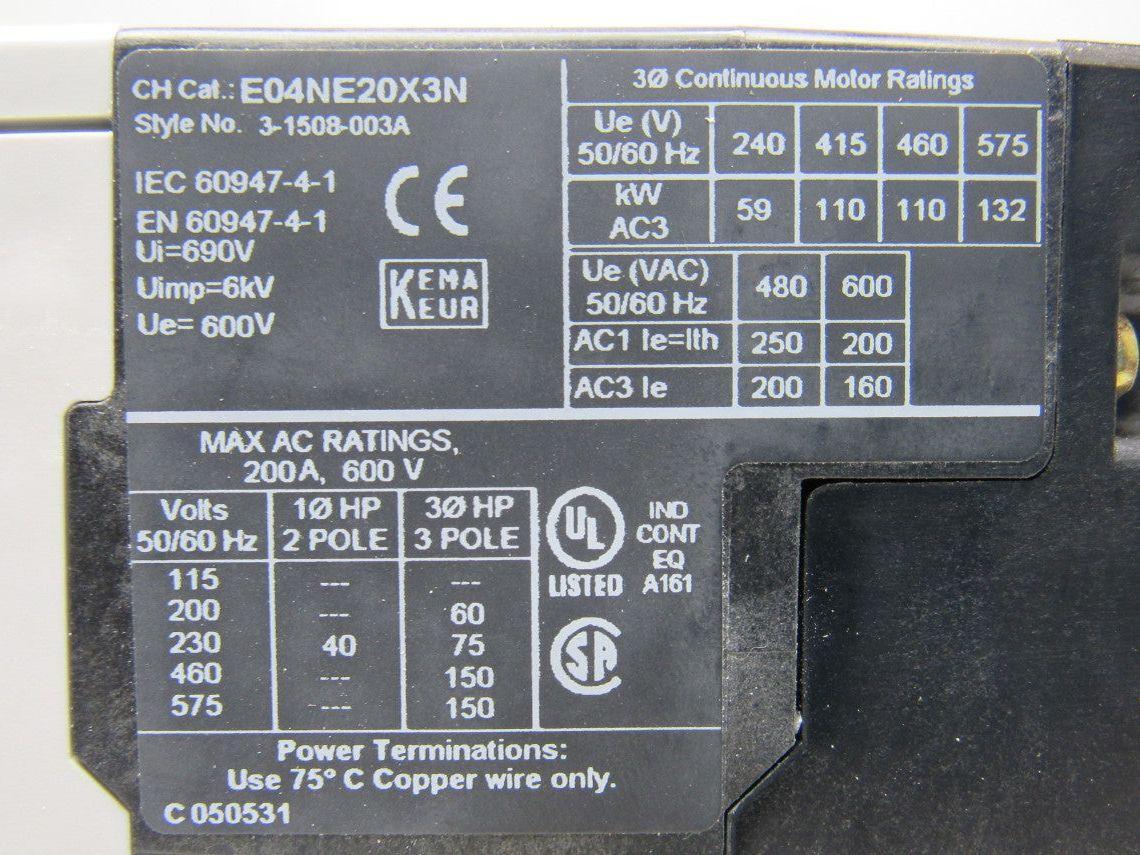 CH Cat.: E04NE20X3N
Style No. 3-1508-003A
IEC 60947-4-1
EN 60947-4-1
Ui=690V
Uimp=6kV
Ue= 600V
CE
KEMA
KEUR
3Ø Continuous Motor Ratings
Ue (V)
50/60 Hz 240 415 460 575
kW
AC3 59 110 110 132
Ue (VAC)
50/60 Hz 480 600
AC1 Ie=Ith 250 200
AC3 Ie 200 160
MAX AC RATINGS,
200A, 600 V
Volts 1Ø HP 3Ø HP
50/60 Hz 2 POLE 3 POLE
115 --- ---
200 --- 60
230 40 75
460 --- 150
575 --- 150
UL
LISTED
IND
CONT
EQ
A161
CSA
Power Terminations:
Use 75° C Copper wire only.
C 050531